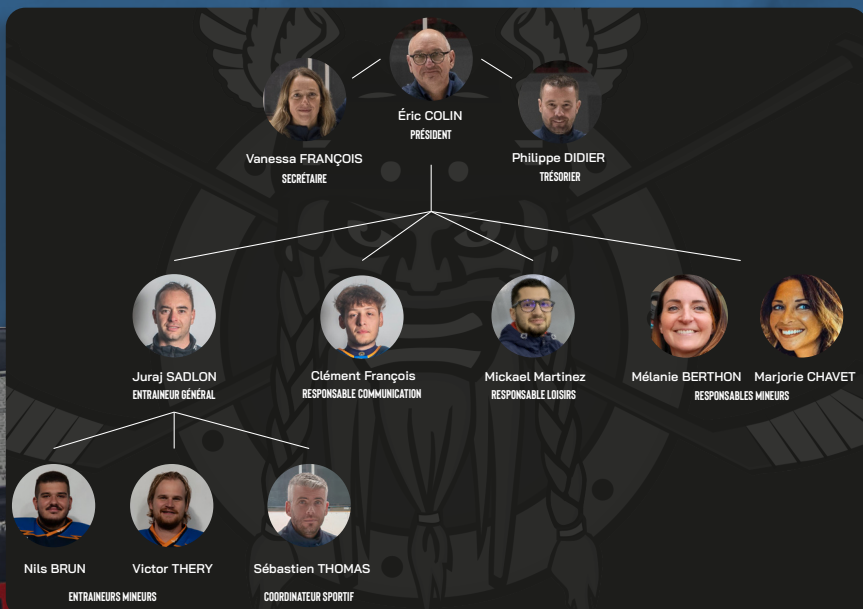 Éric COLIN
PRÉSIDENT
Vanessa FRANÇOIS
SECRÉTAIRE
Philippe DIDIER
TRÉSORIER
Juraj SADLON
ENTRAINEUR GÉNÉRAL
Clément François
RESPONSABLE COMMUNICATION
Mickael Martinez
RESPONSABLE LOISIRS
Mélanie BERTHON Marjorie CHAVET
RESPONSABLES MINEURS
Nils BRUN Victor THERY
ENTRAINEURS MINEURS
Sébastien THOMAS
COORDINATEUR SPORTIF